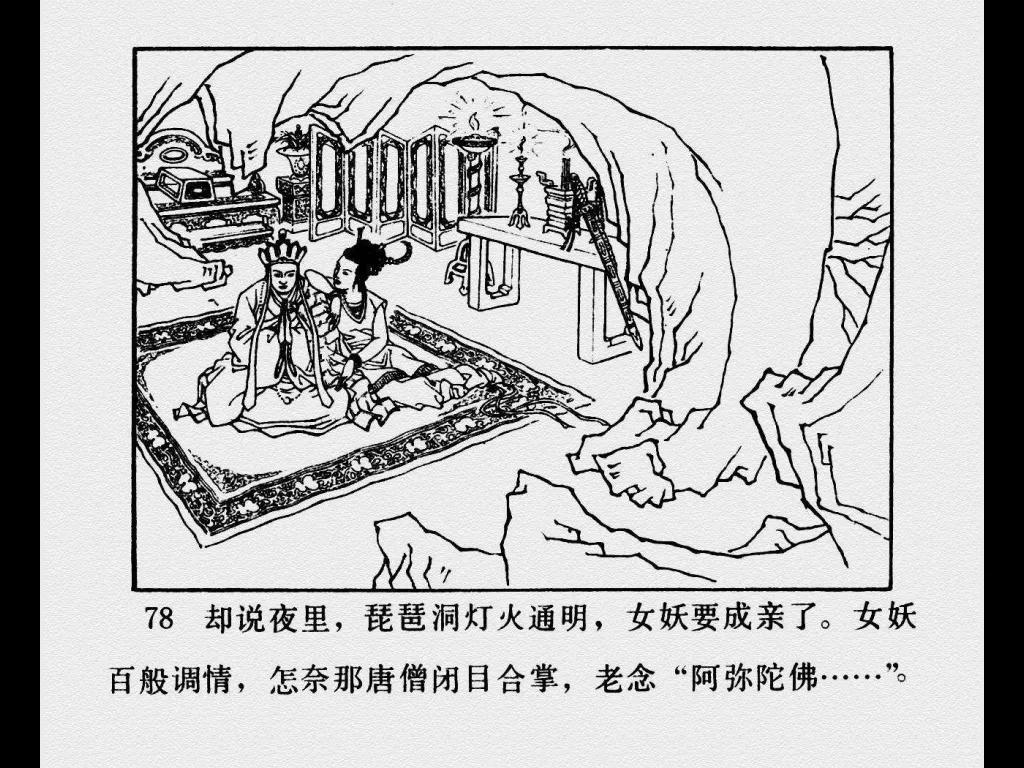 78 却说夜里，琵琶洞灯火通明，女妖要成亲了。女妖
百般调情，怎奈那唐僧闭目合掌，老念“阿弥陀佛……”。